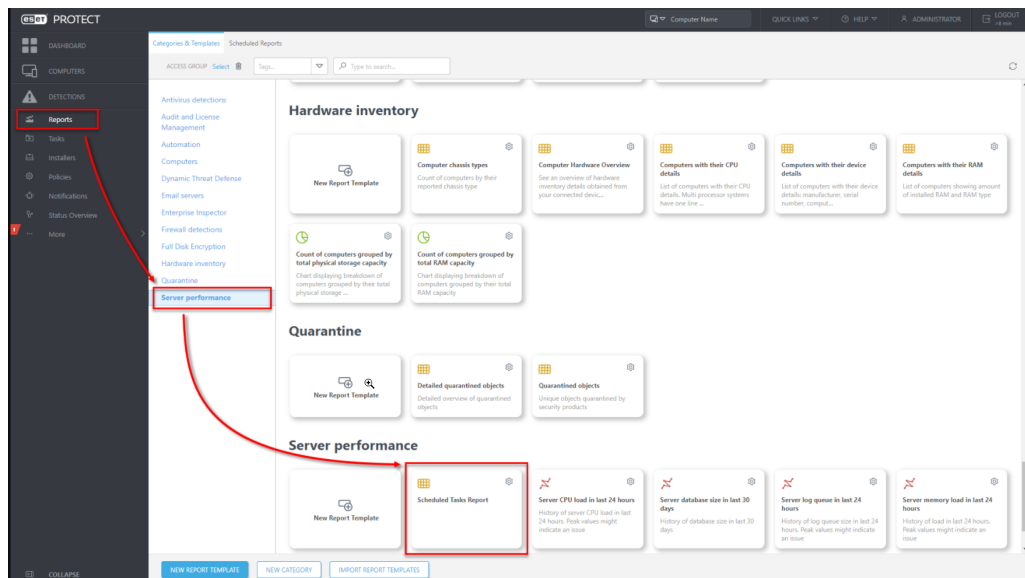 eset PROTECT
Computer Name
QUICK LINKS
HELP
ADMINISTRATOR
LOGOUT
>8 min
DASHBOARD
COMPUTERS
DETECTIONS
Reports
Tasks
Installers
Policies
Notifications
Status Overview
More
COLLAPSE
Categories & Templates
Scheduled Reports
ACCESS GROUP Select
Tags...
Type to search...
Antivirus detections
Audit and License
Management
Automation
Computers
Dynamic Threat Defense
Email servers
Enterprise Inspector
Firewall detections
Full Disk Encryption
Hardware inventory
Quarantine
Server performance
Hardware inventory
New Report Template
Computer chassis types
Count of computers by their
reported chassis type
Computer Hardware Overview
See an overview of hardware
inventory details obtained from
your connected devic...
Computers with their CPU
details
List of computers with their CPU
details. Multi processor systems
have one line ...
Computers with their device
details
List of computers with their device
details: manufacturer, serial
number, comput...
Computers with their RAM
details
List of computers showing amount
of installed RAM and RAM type
Count of computers grouped by
total physical storage capacity
Chart displaying breakdown of
computers grouped by their total
physical storage ...
Count of computers grouped by
total RAM capacity
Chart displaying breakdown of
computers grouped by their total
RAM capacity
Quarantine
New Report Template
Detailed quarantined objects
Detailed overview of quarantined
objects
Quarantined objects
Unique objects quarantined by
security products
Server performance
New Report Template
Scheduled Tasks Report
Server CPU load in last 24 hours
History of server CPU load in last
24 hours. Peak values might
indicate an issue
Server database size in last 30
days
History of database size in last 30
days
Server log queue in last 24
hours
History of log queue size in last 24
hours. Peak values might indicate
an issue
Server memory load in last 24
hours
History of load in last 24 hours.
Peak values might indicate an
issue
NEW REPORT TEMPLATE
NEW CATEGORY
IMPORT REPORT TEMPLATES